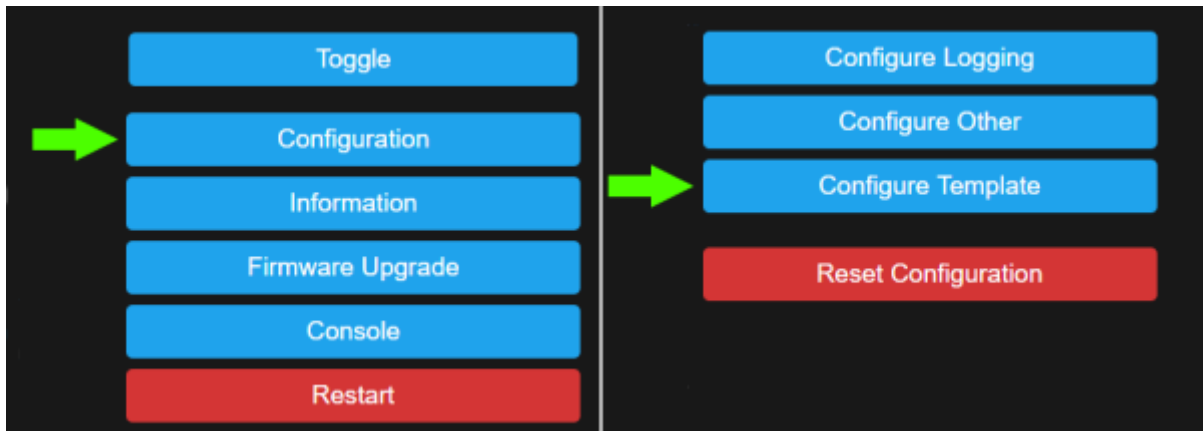 Toggle
Configuration
Information
Firmware Upgrade
Console
Restart
Configure Logging
Configure Other
Configure Template
Reset Configuration